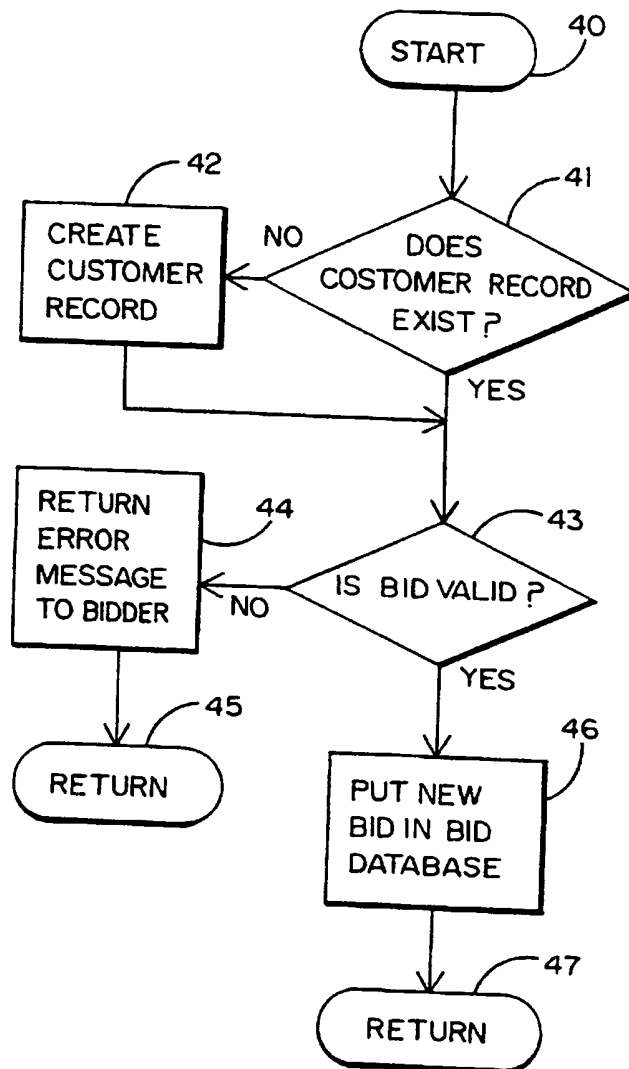 START
40
42
41
CREATE
CUSTOMER
RECORD
NO
DOES
COSTOMER RECORD
EXIST?
YES
RETURN
ERROR
MESSAGE
TO BIDDER
44
43
IS BID VALID?
NO
YES
45
RETURN
46
PUT NEW
BID IN BID
DATABASE
47
RETURN